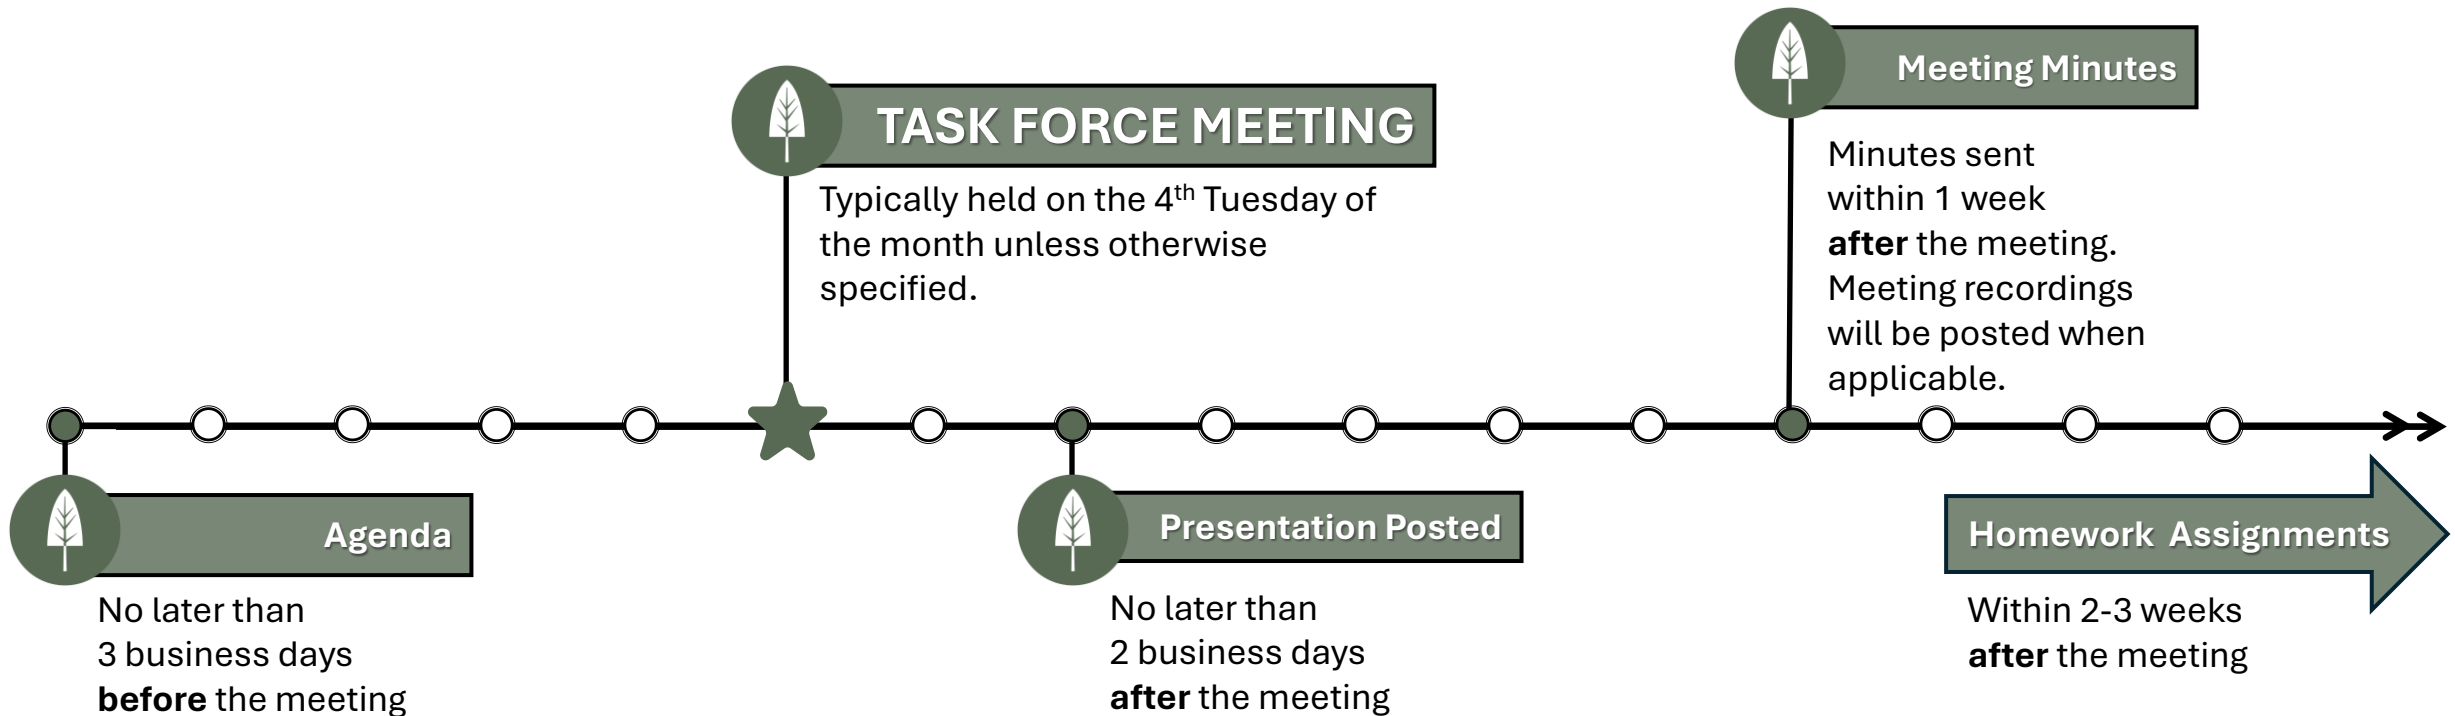 TASK FORCE MEETING
Typically held on the 4th Tuesday of
the month unless otherwise
specified.
Meeting Minutes
Minutes sent
within 1 week
after the meeting.
Meeting recordings
will be posted when
applicable.
Agenda
No later than
3 business days
before the meeting
Presentation Posted
No later than
2 business days
after the meeting
Homework Assignments
Within 2-3 weeks
after the meeting